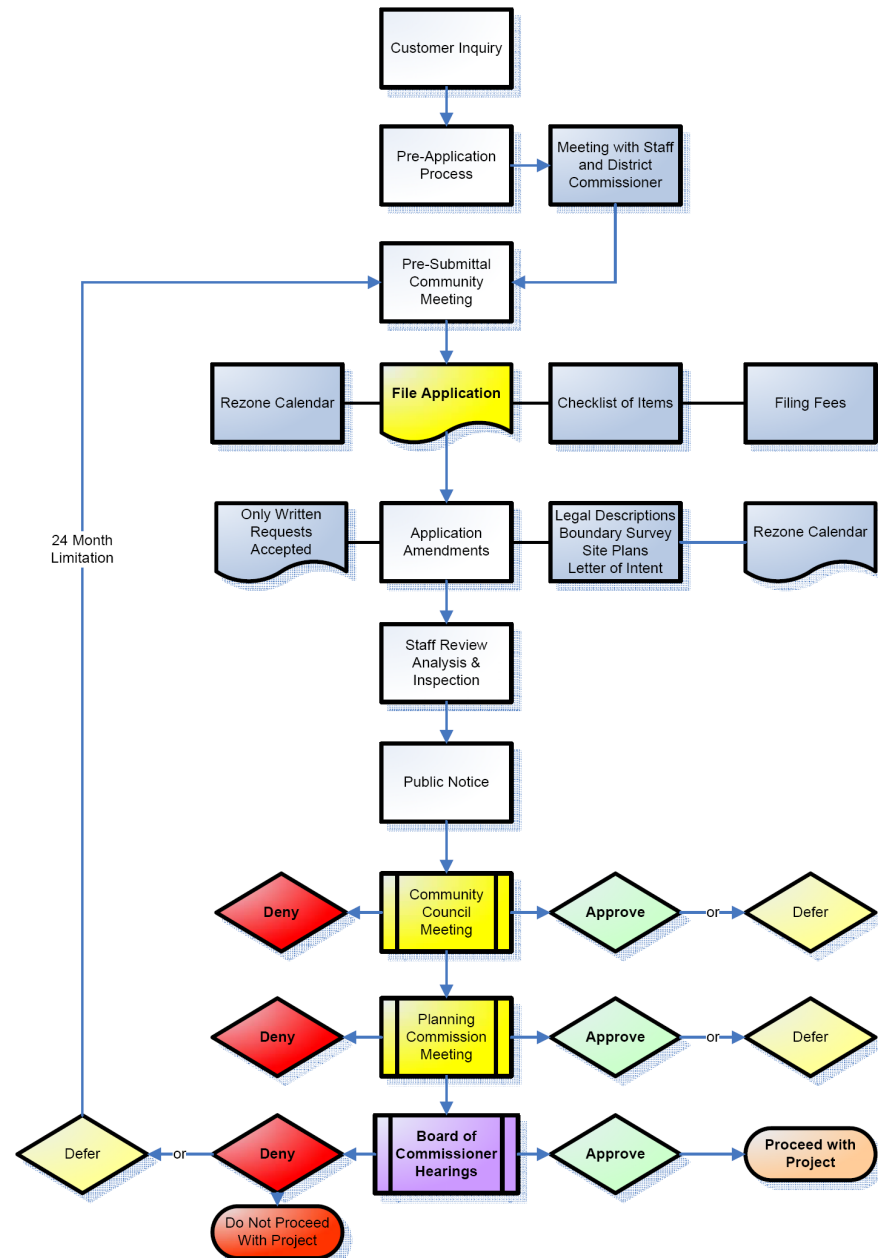 Customer Inquiry
Pre-Application
Process
Meeting with Staff
and District
Commissioner
Pre-Submittal
Community
Meeting
Rezone Calendar
File Application
Checklist of Items
Filing Fees
24 Month
Limitation
Only Written
Requests
Accepted
Application
Amendments
Legal Descriptions
Boundary Survey
Site Plans
Letter of Intent
Rezone Calendar
Staff Review
Analysis &
Inspection
Public Notice
Deny
Community
Council
Meeting
Approve
or
Defer
Deny
Planning
Commission
Meeting
Approve
or
Defer
Defer
or
Deny
Board of
Commissioner
Hearings
Approve
Proceed with
Project
Do Not Proceed
With Project